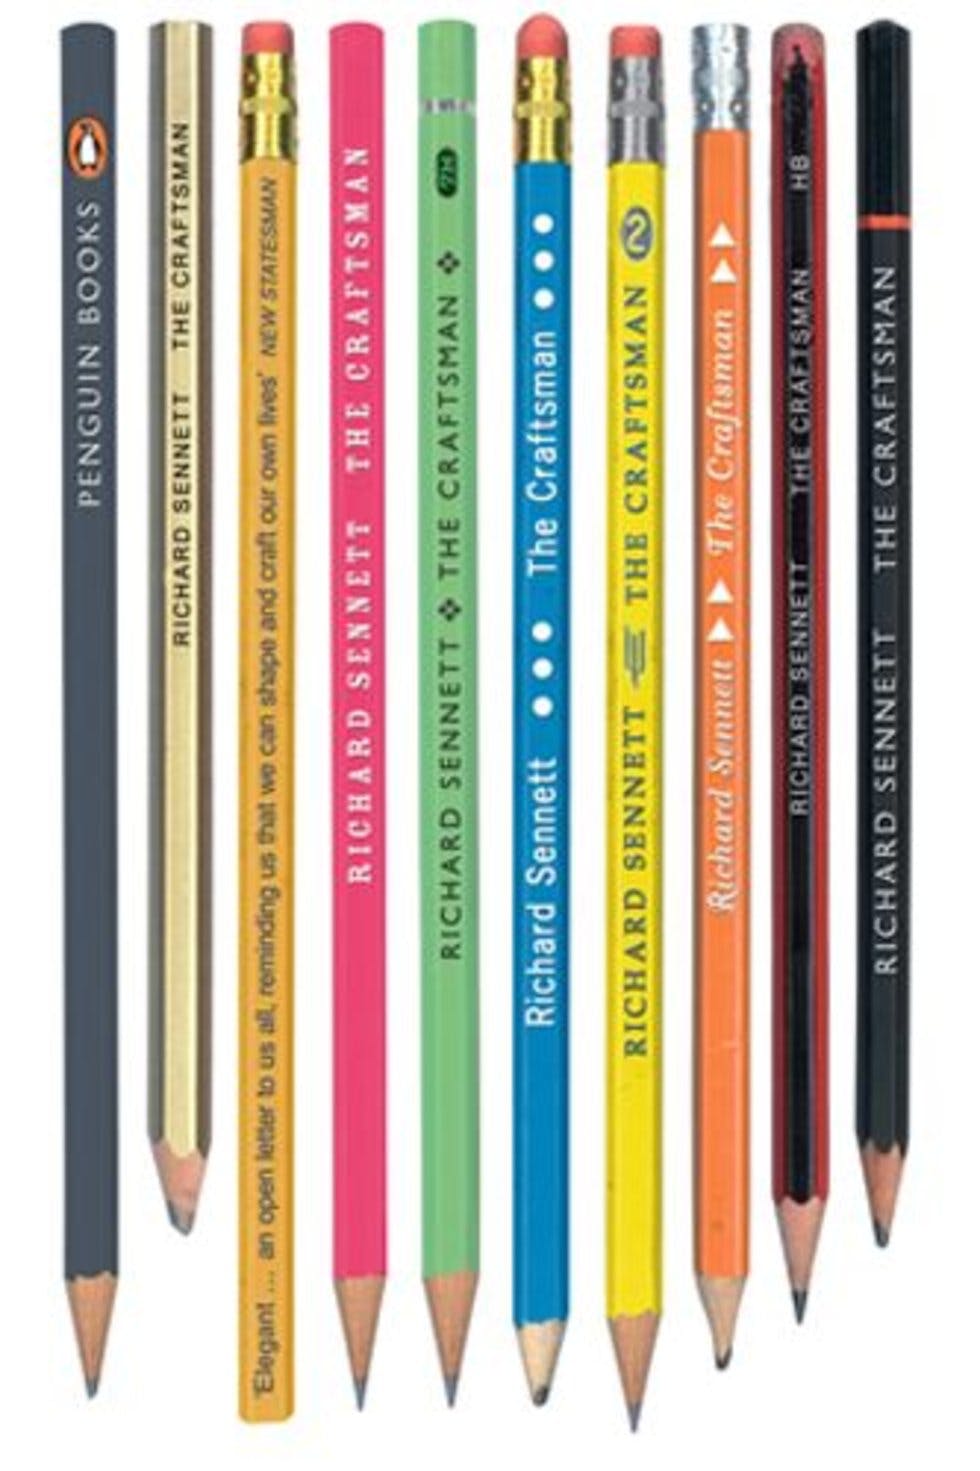 PENGUIN BOOKS
RICHARD SENNETT THE CRAFTSMAN
'Elegant ... an open letter to us all, reminding us that we can shape and craft our own lives' NEW STATESMAN
RICHARD SENNETT THE CRAFTSMAN
RICHARD SENNETT THE CRAFTSMAN
Richard Sennett The Craftsman
RICHARD SENNETT THE CRAFTSMAN 2
Richard Sennett The Craftsman
RICHARD SENNETT THE CRAFTSMAN HB
RICHARD SENNETT THE CRAFTSMAN